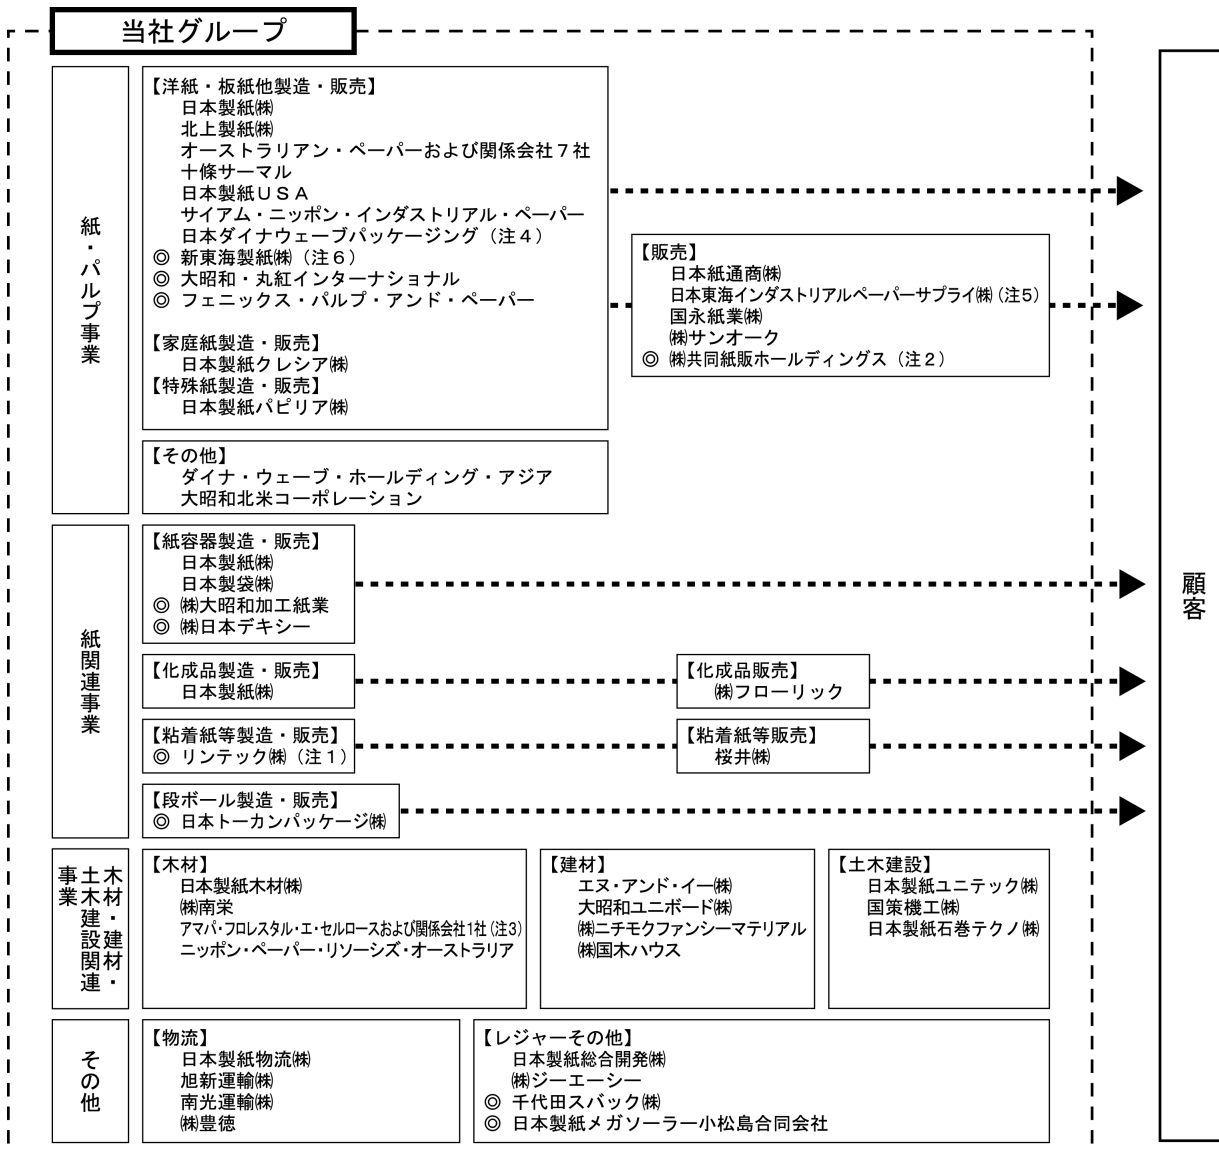 当社グループ
紙・パルプ事業
【洋紙・板紙他製造・販売】
日本製紙㈱
北上製紙㈱
オーストラリアン・ペーパーおよび関係会社７社
十條サーマル
日本製紙ＵＳＡ
サイアム・ニッポン・インダストリアル・ペーパー
日本ダイナウェーブパッケージング（注４）
◎ 新東海製紙㈱（注６）
◎ 大昭和・丸紅インターナショナル
◎ フェニックス・パルプ・アンド・ペーパー
【家庭紙製造・販売】
日本製紙クレシア㈱
【特殊紙製造・販売】
日本製紙パピリア㈱
【販売】
日本紙通商㈱
日本東海インダストリアルペーパーサプライ㈱（注５）
国永紙業㈱
㈱サンオーク
◎ ㈱共同紙販ホールディングス（注２）
【その他】
ダイナ・ウェーブ・ホールディング・アジア
大昭和北米コーポレーション
紙関連事業
【紙容器製造・販売】
日本製紙㈱
日本製袋㈱
◎ ㈱大昭和加工紙業
◎ ㈱日本デキシー
【化成品製造・販売】
日本製紙㈱
【化成品販売】
㈱フローリック
【粘着紙等製造・販売】
◎ リンテック㈱（注１）
【粘着紙等販売】
桜井㈱
【段ボール製造・販売】
◎ 日本トーカンパッケージ㈱
木材・建材・
土木建設関連
事業
【木材】
日本製紙木材㈱
㈱南栄
アマパ・フロレスタル・エ・セルロースおよび関係会社1社（注3）
ニッポン・ペーパー・リソーシズ・オーストラリア
【建材】
エヌ・アンド・イー㈱
大昭和ユニボード㈱
㈱ニチモクファンシーマテリアル
㈱国木ハウス
【土木建設】
日本製紙ユニテック㈱
国策機工㈱
日本製紙石巻テクノ㈱
その他
【物流】
日本製紙物流㈱
旭新運輸㈱
南光運輸㈱
㈱豊徳
【レジャーその他】
日本製紙総合開発㈱
㈱ジーエーシー
◎ 千代田スバック㈱
◎ 日本製紙メガソーラー小松島合同会社
顧客